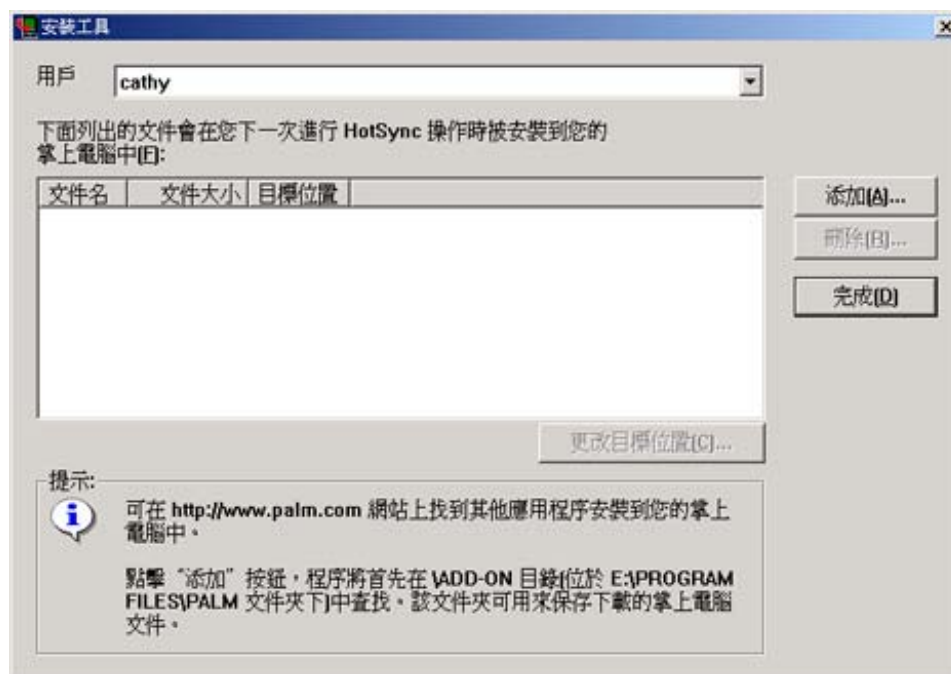 安裝工具
用戶
cathy
下面列出的文件會在您下一次進行 HotSync 操作時被安裝到您的
掌上電腦中(F):
文件名 文件大小 目標位置
添加(A)...
刪除(R)...
完成(D)
更改目標位置(C)...
提示:
可在 http://www.palm.com 網站上找到其他應用程序安裝到您的掌上
電腦中。
點擊“添加”按鈕，程序將首先在 \ADD-ON 目錄(位於 E:\PROGRAM
FILES\PALM 文件夾下)中查找。該文件夾可用來保存下載的掌上電腦
文件。